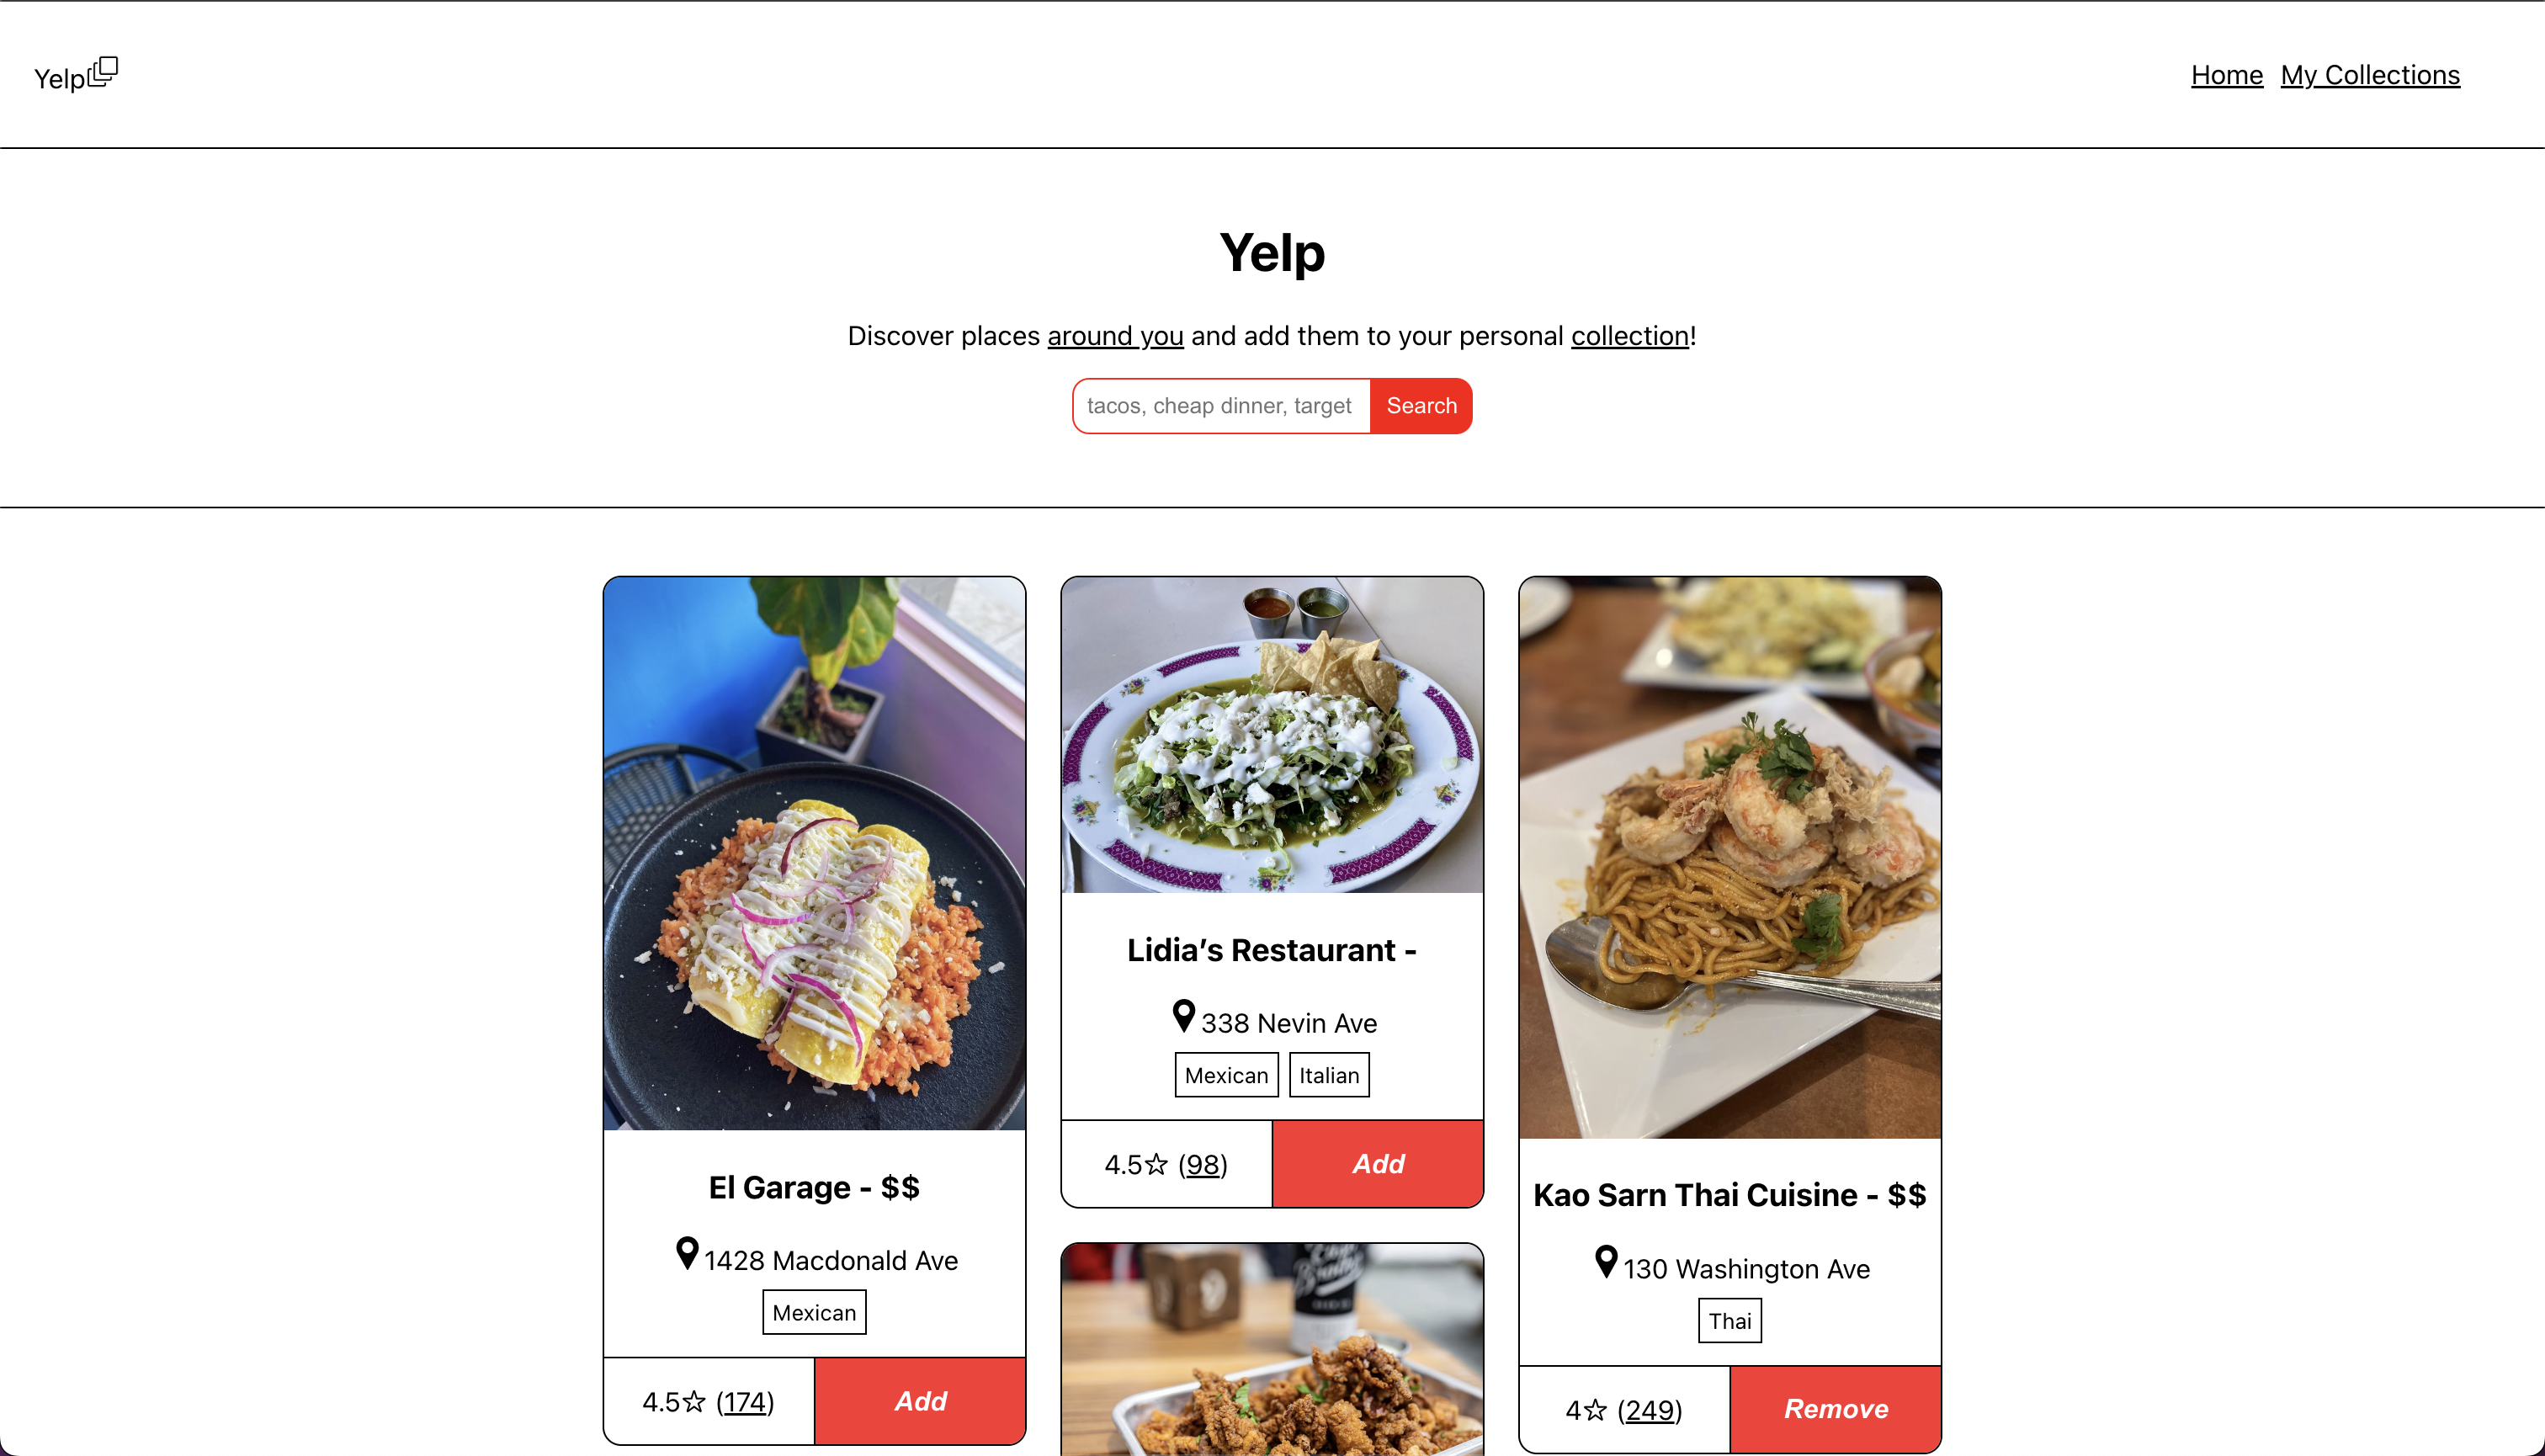 Yelp
Home My Collections
Yelp
Discover places around you and add them to your personal collection!
tacos, cheap dinner, target
Search
El Garage - $$
1428 Macdonald Ave
Mexican
4.5☆ (174)
Add
Lidia’s Restaurant -
338 Nevin Ave
Mexican
Italian
4.5☆ (98)
Add
Kao Sarn Thai Cuisine - $$
130 Washington Ave
Thai
4☆ (249)
Remove